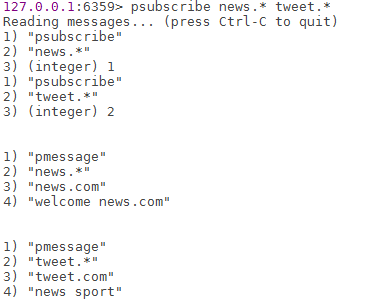 127.0.0.1:6359> psubscribe news.* tweet.*
Reading messages... (press Ctrl-C to quit)
1) "psubscribe"
2) "news.*"
3) (integer) 1
1) "psubscribe"
2) "tweet.*"
3) (integer) 2
1) "pmessage"
2) "news.*"
3) "news.com"
4) "welcome news.com"
1) "pmessage"
2) "tweet.*"
3) "tweet.com"
4) "news sport"